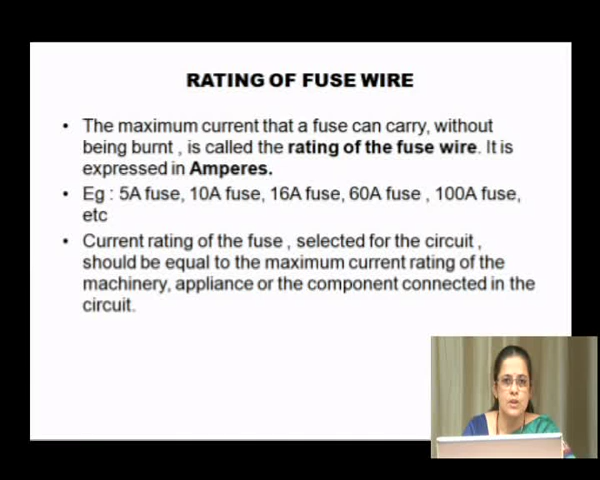 RATING OF FUSE WIRE
• The maximum current that a fuse can carry, without
being burnt , is called the rating of the fuse wire. It is
expressed in Amperes.
• Eg : 5A fuse, 10A fuse, 16A fuse, 60A fuse , 100A fuse,
etc
• Current rating of the fuse , selected for the circuit ,
should be equal to the maximum current rating of the
machinery, appliance or the component connected in the
circuit.